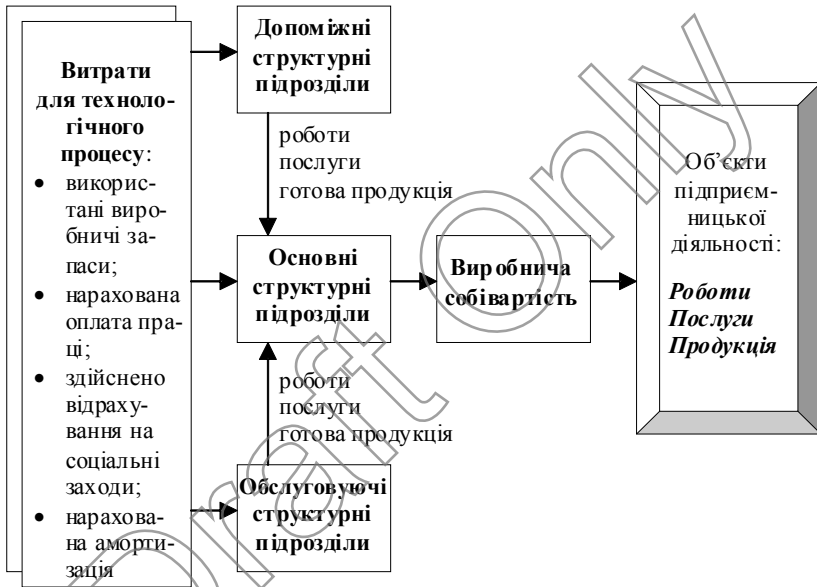 Витрати
для техноло-
гічного
процесу:
• викорис-
тані вироб-
ничі за-
паси;
• нарахована
оплата пра-
ці;
• здійснено
відраху-
вання на
соціальні
заходи;
• нарахова-
на аморти-
зація
Допоміжні
структурні
підрозділи
роботи
послуги
готова продукція
Основні
структурні
підрозділи
роботи
послуги
готова продукція
Обслуговуючі
структурні
підрозділи
Виробнича
собівартість
Об’єкти
підприєм-
ницької
діяльності:
Роботи
Послуги
Продукція
Draft Only